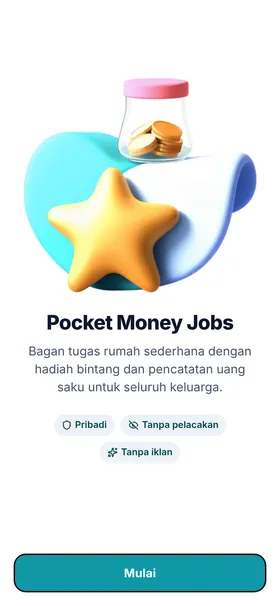 Pocket Money Jobs
Bagan tugas rumah sederhana dengan
hadiah bintang dan pencatatan uang
saku untuk seluruh keluarga.
Pribadi
Tanpa pelacakan
Tanpa iklan
Mulai